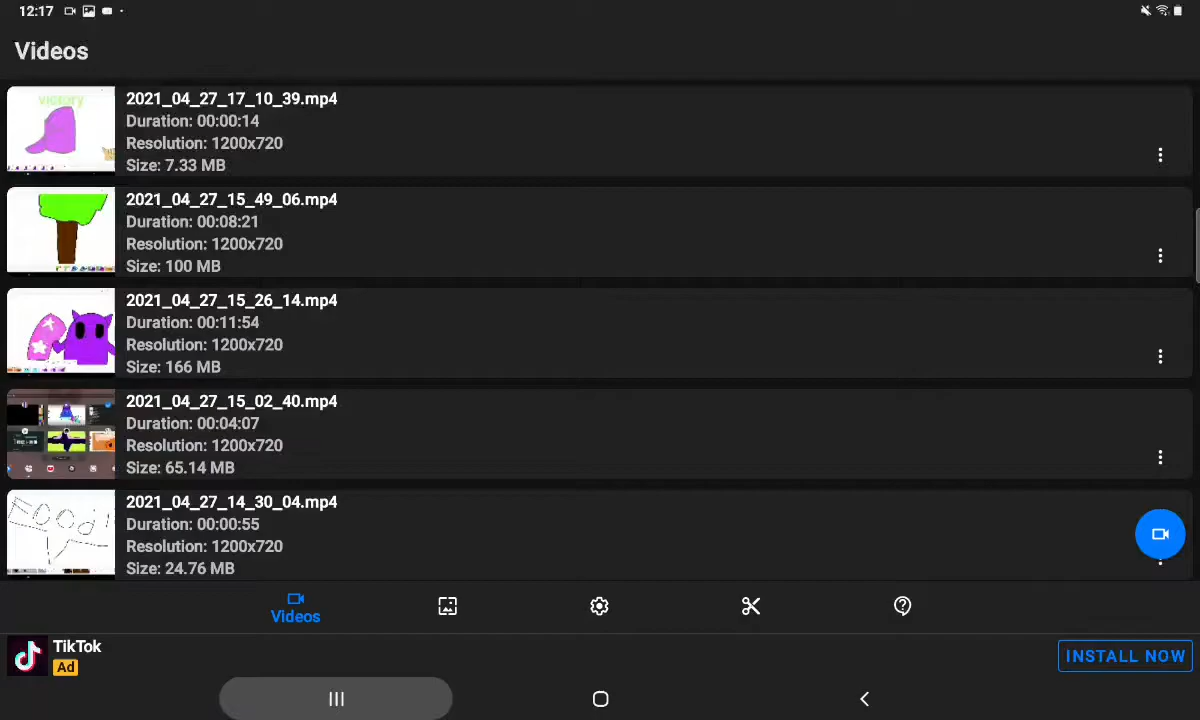 12:17
Videos
victory
2021_04_27_17_10_39.mp4
Duration: 00:00:14
Resolution: 1200x720
Size: 7.33 MB
2021_04_27_15_49_06.mp4
Duration: 00:08:21
Resolution: 1200x720
Size: 100 MB
2021_04_27_15_26_14.mp4
Duration: 00:11:54
Resolution: 1200x720
Size: 166 MB
2021_04_27_15_02_40.mp4
Duration: 00:04:07
Resolution: 1200x720
Size: 65.14 MB
Food!
2021_04_27_14_30_04.mp4
Duration: 00:00:55
Resolution: 1200x720
Size: 24.76 MB
Videos
TikTok
Ad
INSTALL NOW